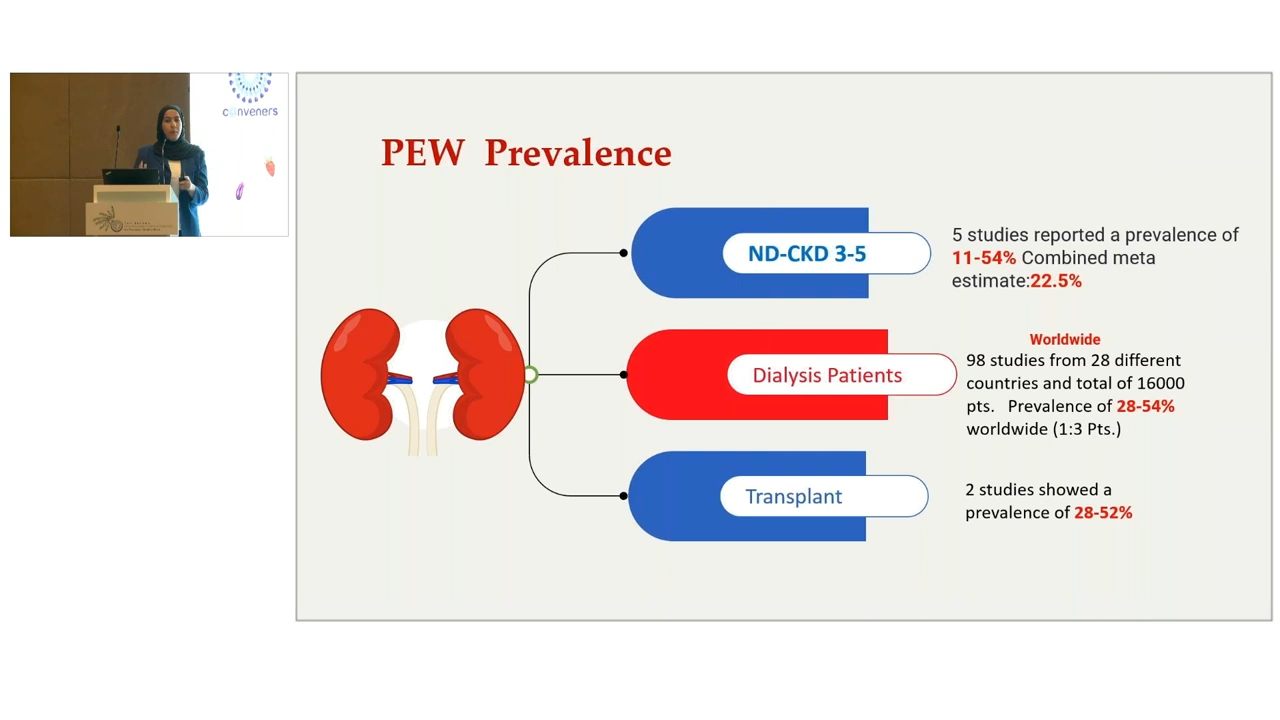 conveners
PEW Prevalence
ND-CKD 3-5
5 studies reported a prevalence of
11-54% Combined meta
estimate:22.5%
Dialysis Patients
Worldwide
98 studies from 28 different
countries and total of 16000
pts. Prevalence of 28-54%
worldwide (1:3 Pts.)
Transplant
2 studies showed a
prevalence of 28-52%